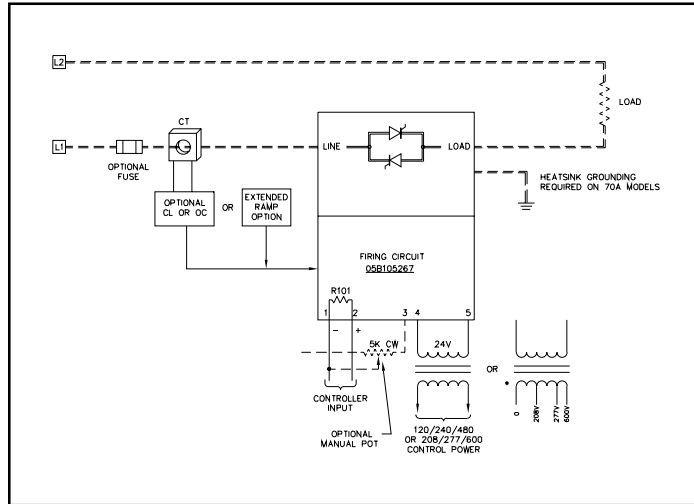 L2
LOAD
CT
L1
OPTIONAL
FUSE
LINE
LOAD
HEATSINK GROUNDING
REQUIRED ON 70A MODELS
OPTIONAL
CL OR OC
OR
EXTENDED
RAMP
OPTION
FIRING CIRCUIT
05B105267
R101
1
2
3
4
5
-
+
5K CW
24V
OR
CONTROLLER
INPUT
OPTIONAL
MANUAL POT
120/240/480
OR 208/277/600
CONTROL POWER
0
208V
277V
600V